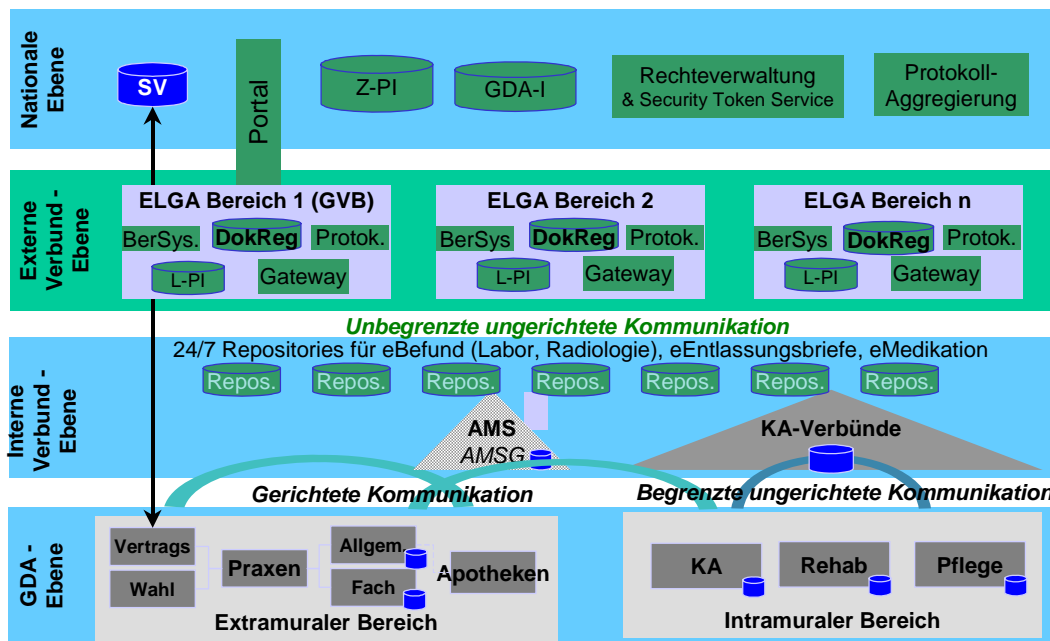 Nationale
Ebene
SV
Portal
Z-PI
GDA-I
Rechteverwaltung
& Security Token Service
Protokoll-
Aggregierung
Externe
Verbund -
Ebene
ELGA Bereich 1 (GVB)
BerSys.
DokReg
Protok.
L-PI
Gateway
ELGA Bereich 2
BerSys
DokReg
Protok.
L-PI
Gateway
ELGA Bereich n
BerSys
DokReg
Protok.
L-PI
Gateway
Unbegrenzte ungerichtete Kommunikation
Interne
Verbund -
Ebene
24/7 Repositories für eBefund (Labor, Radiologie), eEntlassungsbriefe, eMedikation
Repos.
Repos.
Repos.
Repos.
Repos.
Repos.
Repos.
AMS
AMSG
KA-Verbünde
Gerichtete Kommunikation
Begrenzte ungerichtete Kommunikation
GDA -
Ebene
Vertrags
Wahl
Praxen
Allgem.
Fach
Apotheken
Extramuraler Bereich
KA
Rehab
Pflege
Intramuraler Bereich